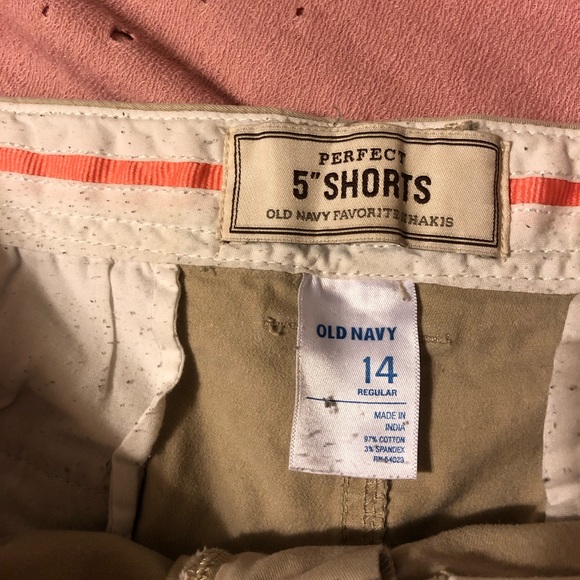 PERFECT
5" SHORTS
OLD NAVY FAVORITE KHAKIS
OLD NAVY
14
REGULAR
MADE IN
INDIA
97% COTTON
3% SPANDEX